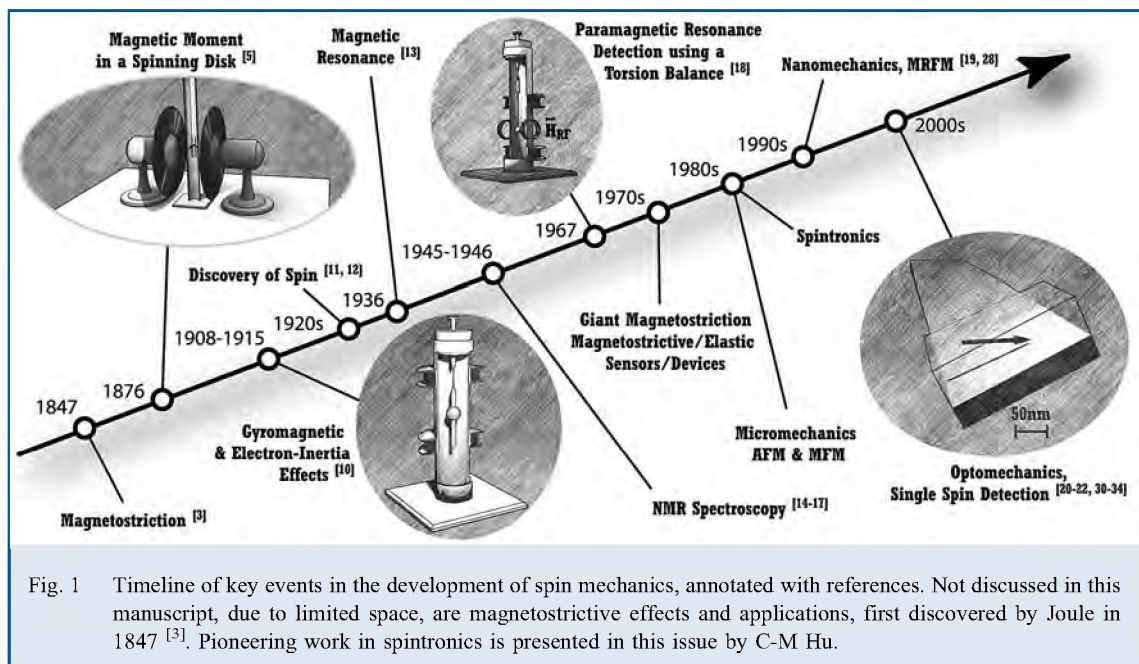 Magnetic Moment
in a Spinning Disk [5]
Magnetic
Resonance [13]
Paramagnetic Resonance
Detection using a
Torsion Balance [18]
H̄RF
Nanomechanics, MRFM [19, 28]
2000s
1990s
1980s
1970s
1967
Spintronics
1945-1946
Discovery of Spin [11, 12]
1936
1920s
1908-1915
1876
1847
Giant Magnetostriction
Magnetostrictive/Elastic
Sensors/Devices
50nm
Gyromagnetic
& Electron-Inertia
Effects [10]
Micromechanics
AFM & MFM
Optomechanics,
Single Spin Detection [20-22, 30-34]
Magnetostriction [3]
NMR Spectroscopy [14-17]
Fig. 1 Timeline of key events in the development of spin mechanics, annotated with references. Not discussed in this
manuscript, due to limited space, are magnetostrictive effects and applications, first discovered by Joule in
1847 [3]. Pioneering work in spintronics is presented in this issue by C-M Hu.